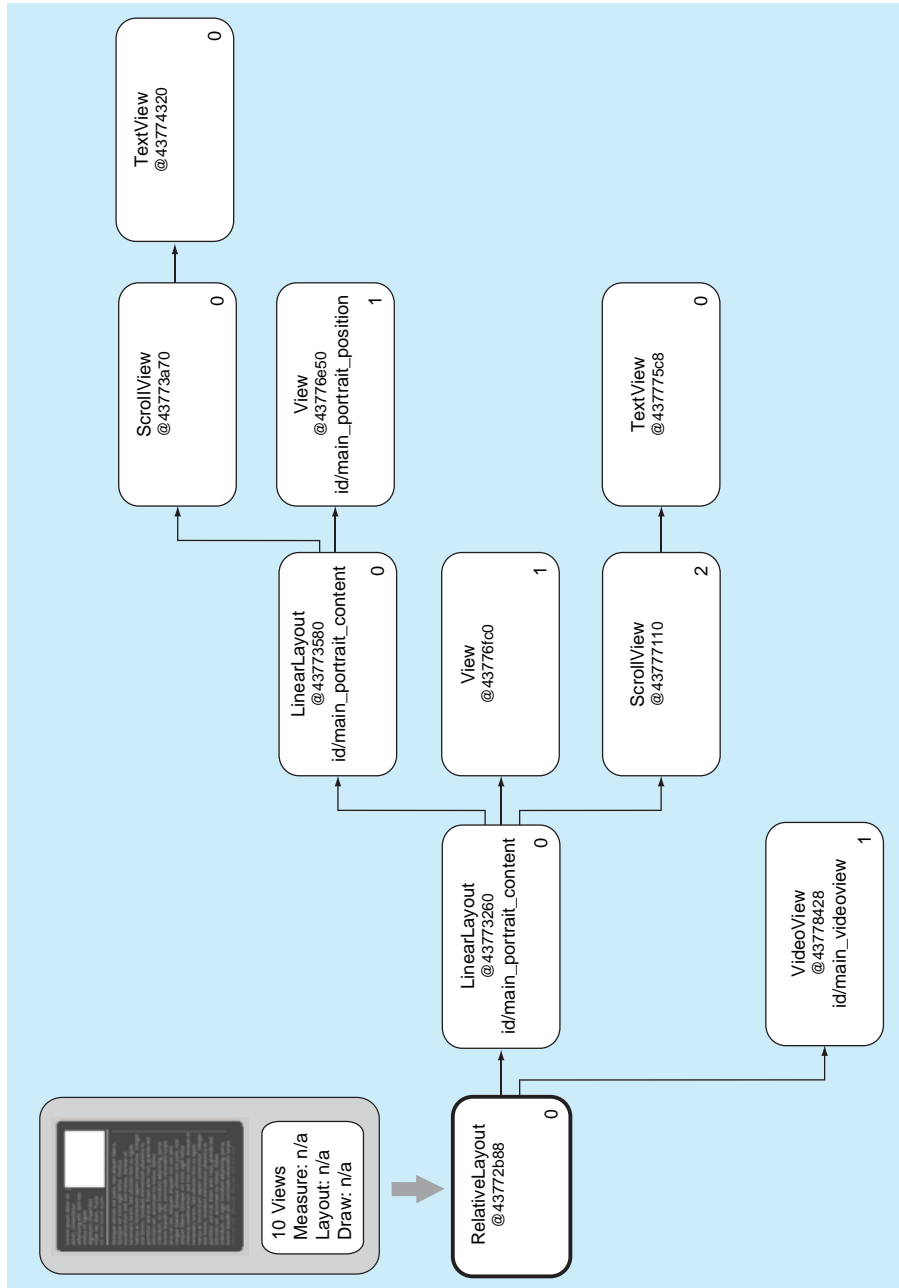 10 Views
Measure: n/a
Layout: n/a
Draw: n/a
RelativeLayout
@43772b88
0
LinearLayout
@43773260
id/main_portrait_content
0
VideoView
@43778428
id/main_videoview
1
LinearLayout
@43773580
id/main_portrait_content
0
View
@43776fc0
1
ScrollView
@43777110
2
ScrollView
@43773a70
0
View
@43776e50
id/main_portrait_position
1
TextView
@437775c8
0
TextView
@43774320
0